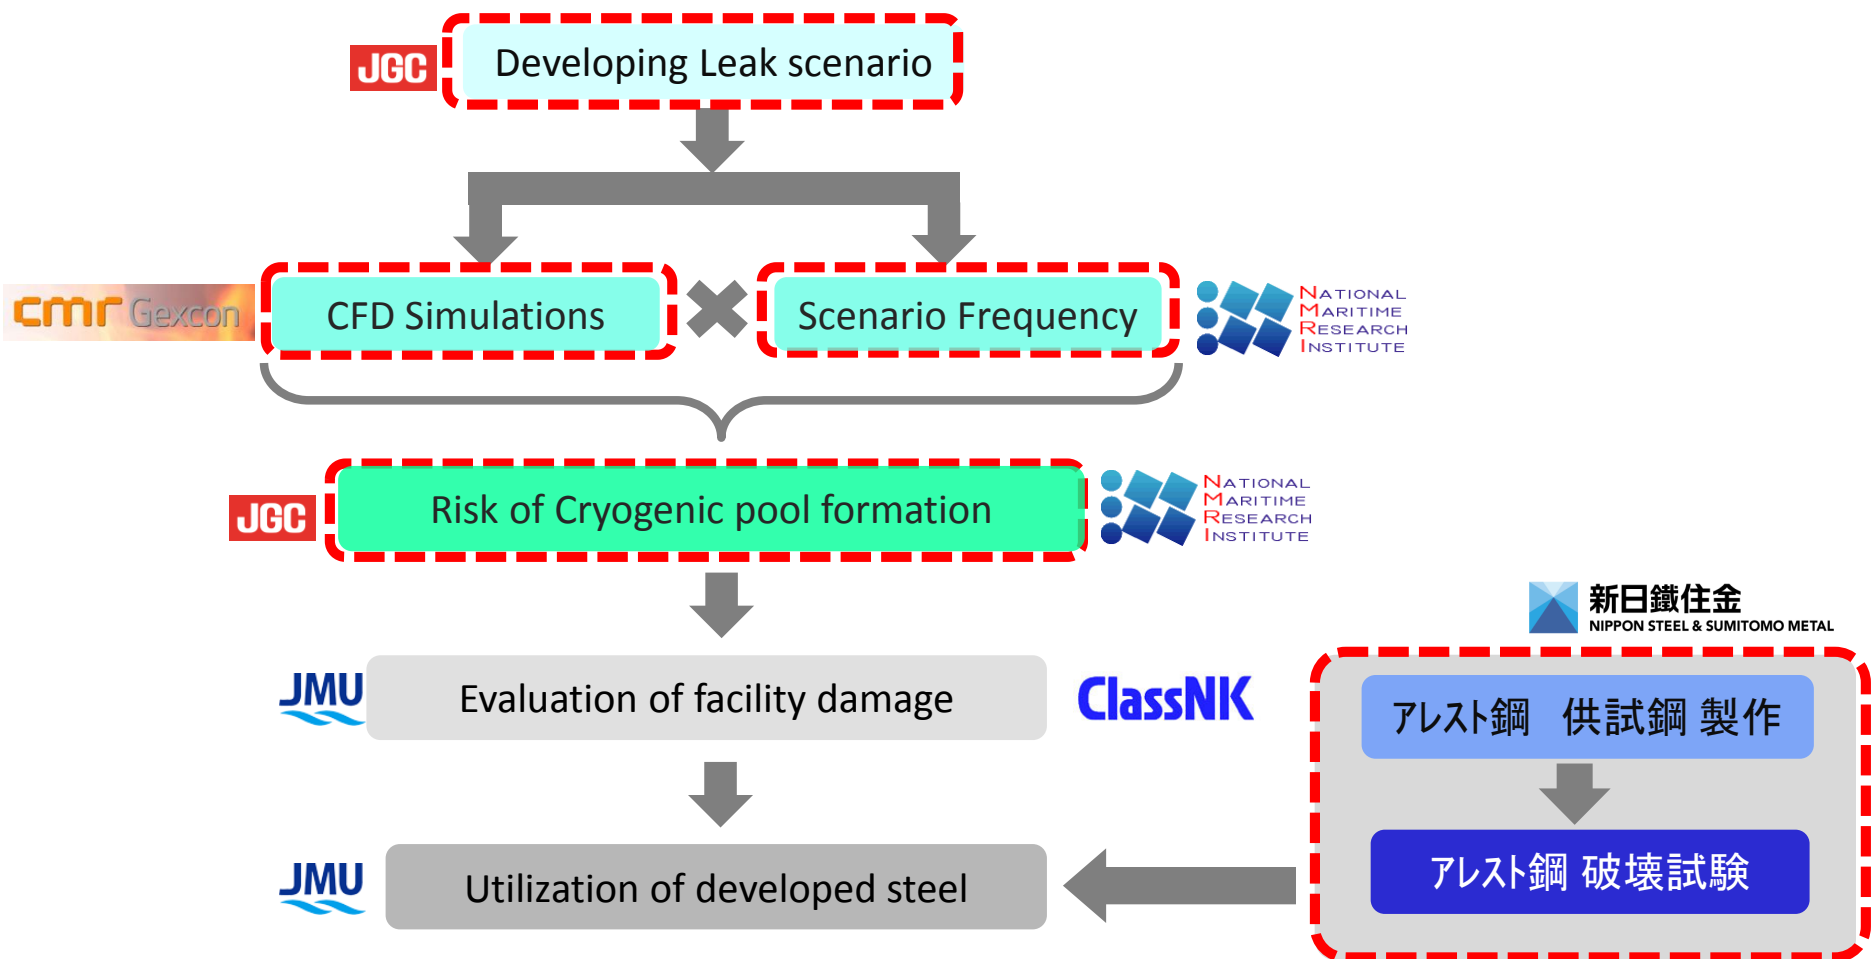 JGC
Developing Leak scenario
cmr Gexcon
CFD Simulations
Scenario Frequency
NATIONAL
MARITIME
RESEARCH
INSTITUTE
JGC
Risk of Cryogenic pool formation
NATIONAL
MARITIME
RESEARCH
INSTITUTE
新日鐵住金
NIPPON STEEL & SUMITOMO METAL
JMU
Evaluation of facility damage
ClassNK
アレスト鋼 供試鋼 製作
JMU
Utilization of developed steel
アレスト鋼 破壊試験